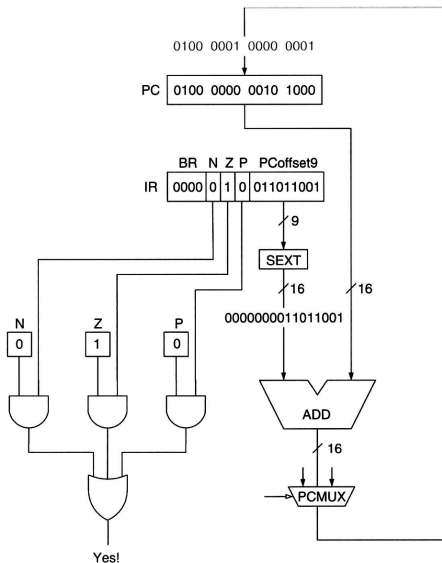 0100 0001 0000 0001
PC 0100 0000 0010 1000
BR N Z P PCoffset9
IR 0000 0 1 0 011011001
9
SEXT
16 16
0000000011011001
N Z P
0 1 0
ADD
16
PCMUX
Yes!